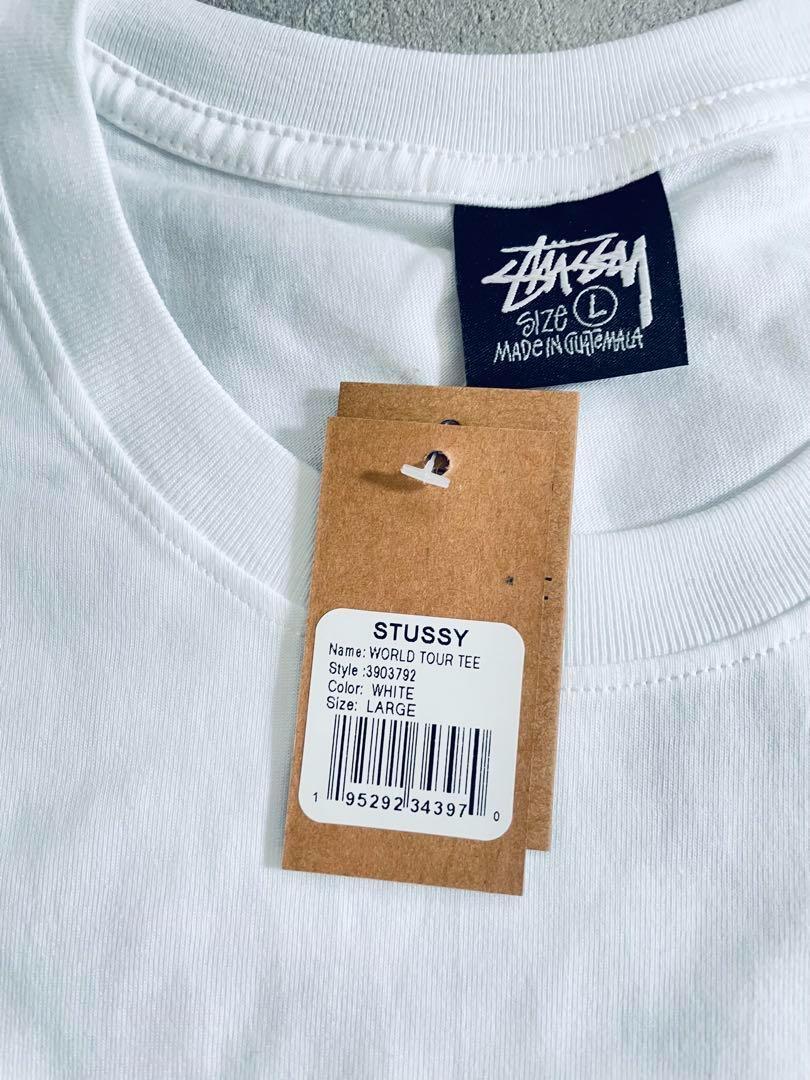 STÜSSY
SIZE L
MADE IN GUATEMALA
STUSSY
Name: WORLD TOUR TEE
Style :3903792
Color: WHITE
Size: LARGE
1 95292 34397 0